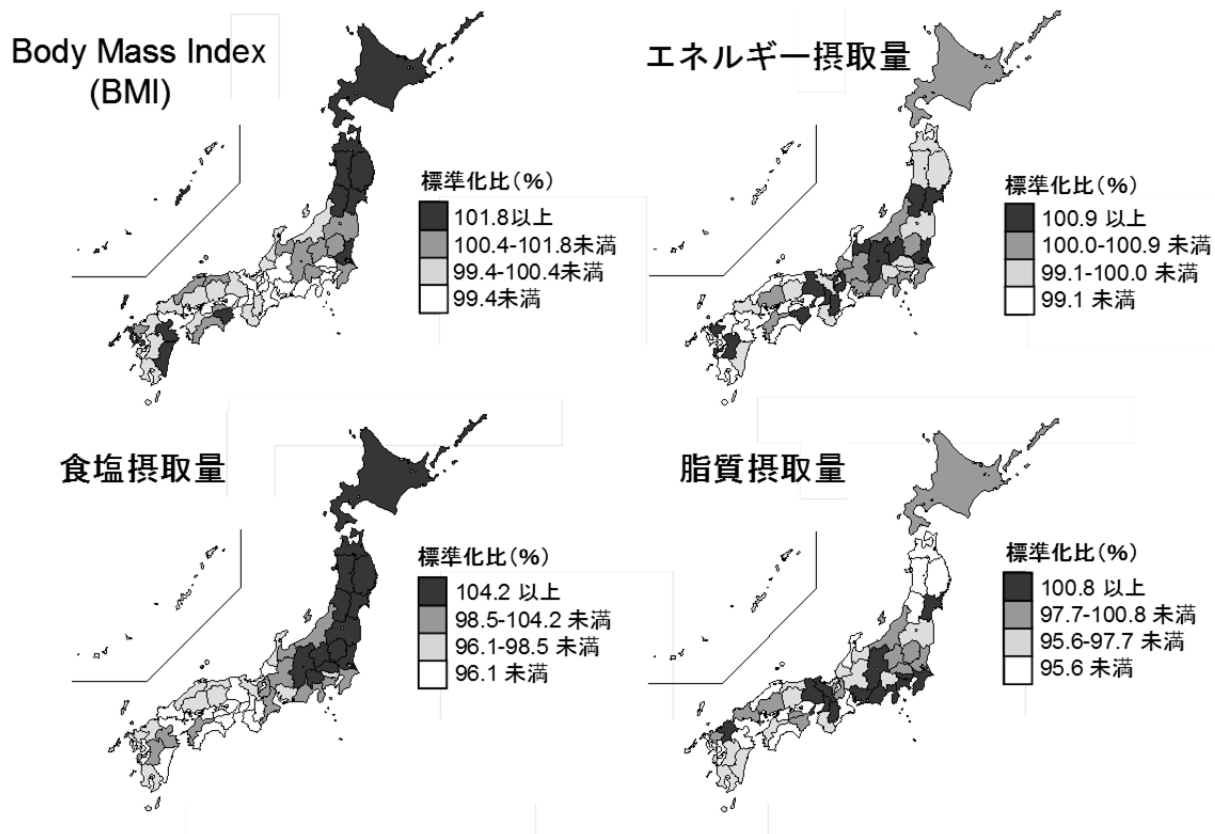 Body Mass Index
(BMI)
標準化比(%)
101.8以上
100.4-101.8未満
99.4-100.4未満
99.4未満
エネルギー摂取量
標準化比(%)
100.9 以上
100.0-100.9 未満
99.1-100.0 未満
99.1 未満
食塩摂取量
標準化比(%)
104.2 以上
98.5-104.2 未満
96.1-98.5 未満
96.1 未満
脂質摂取量
標準化比(%)
100.8 以上
97.7-100.8 未満
95.6-97.7 未満
95.6 未満